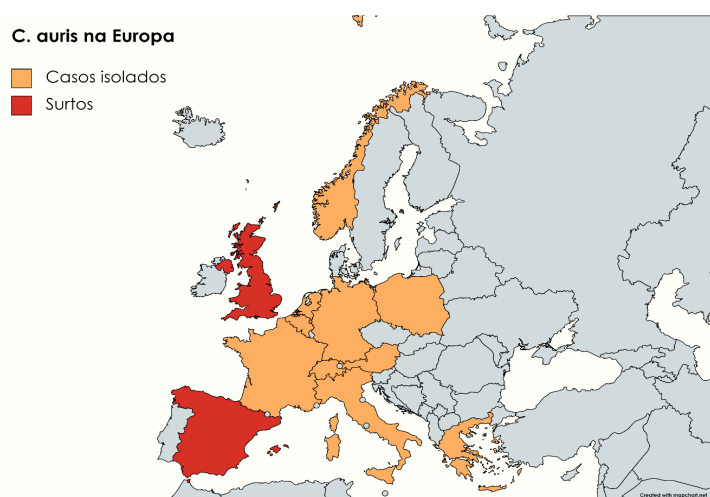 C. auris na Europa
Casos isolados
Surtos
Created with mapchart.net